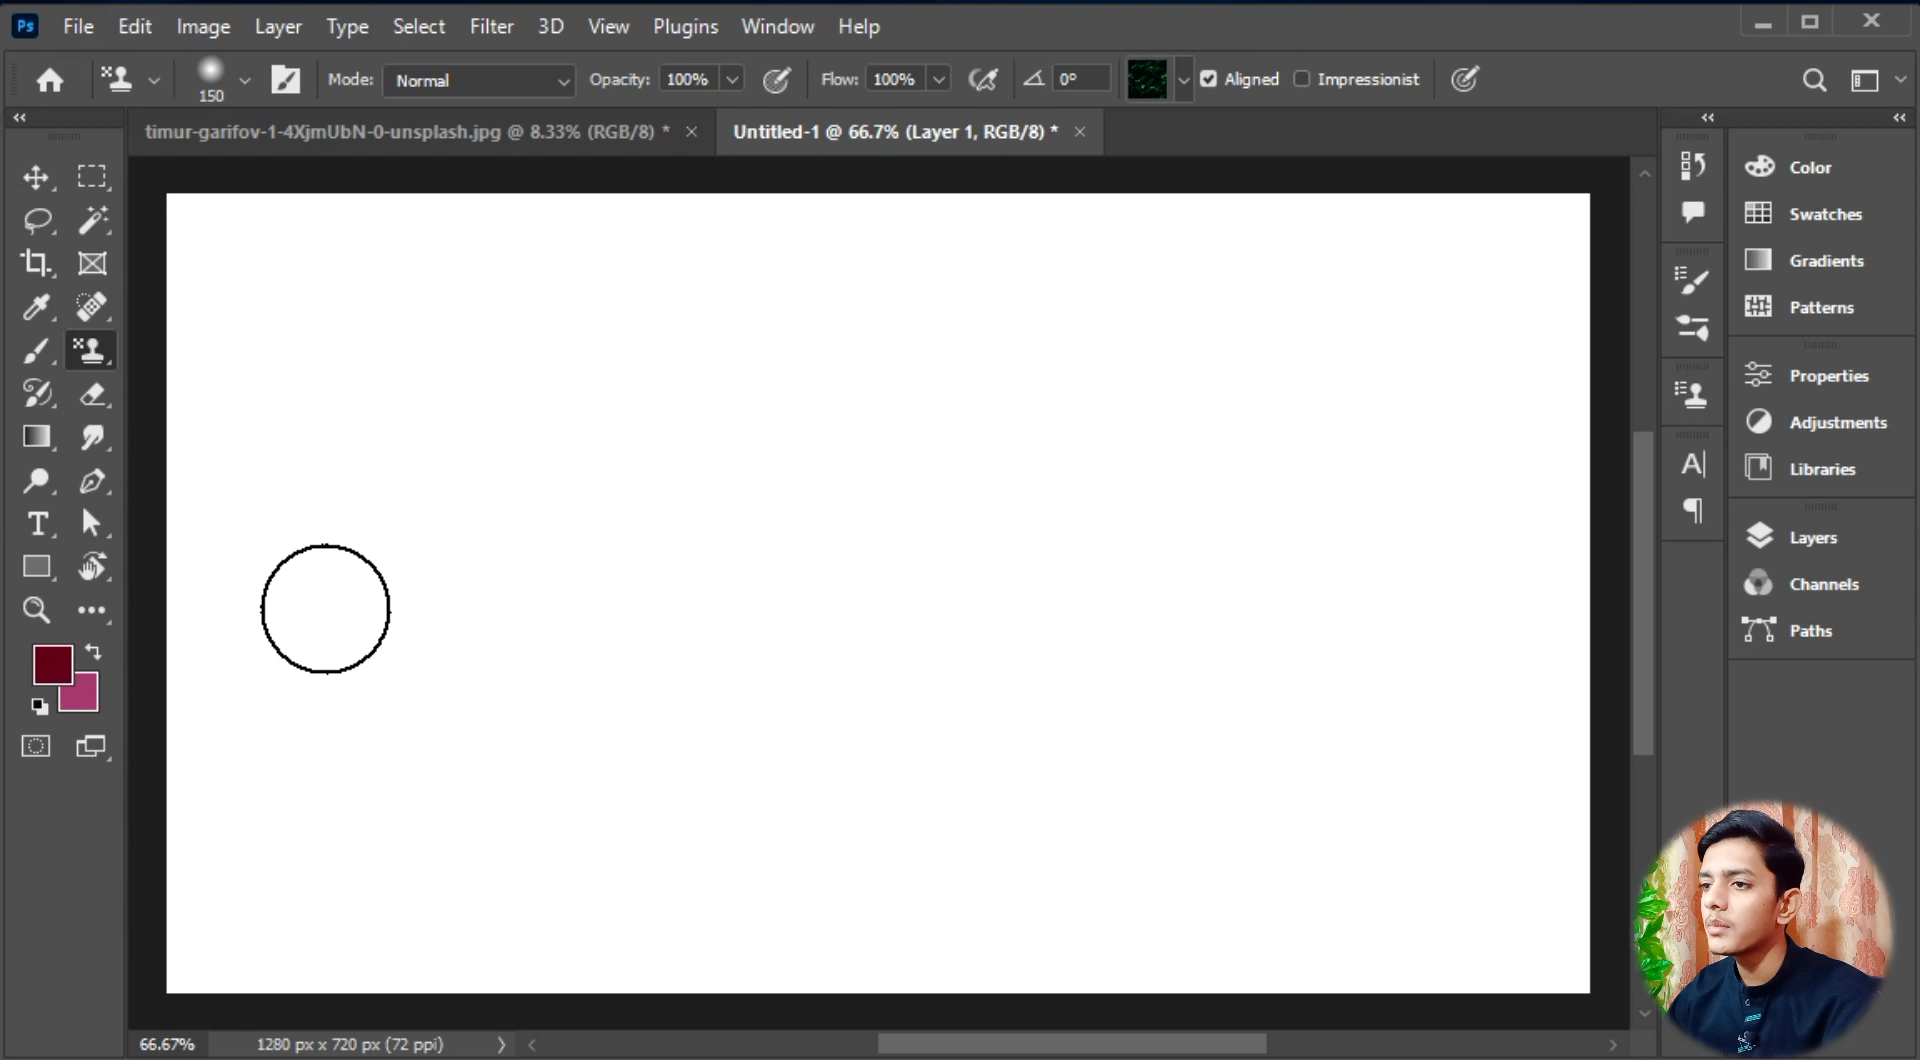 Ps File Edit Image Layer Type Select Filter 3D View Plugins Window Help
150 Mode: Normal Opacity: 100% Flow: 100% 0° Aligned Impressionist
timur-garifov-1-4XjmUbN-0-unsplash.jpg @ 8.33% (RGB/8) * Untitled-1 @ 66.7% (Layer 1, RGB/8) *
Color
Swatches
Gradients
Patterns
Properties
Adjustments
Libraries
Layers
Channels
Paths
66.67% 1280 px x 720 px (72 ppi)